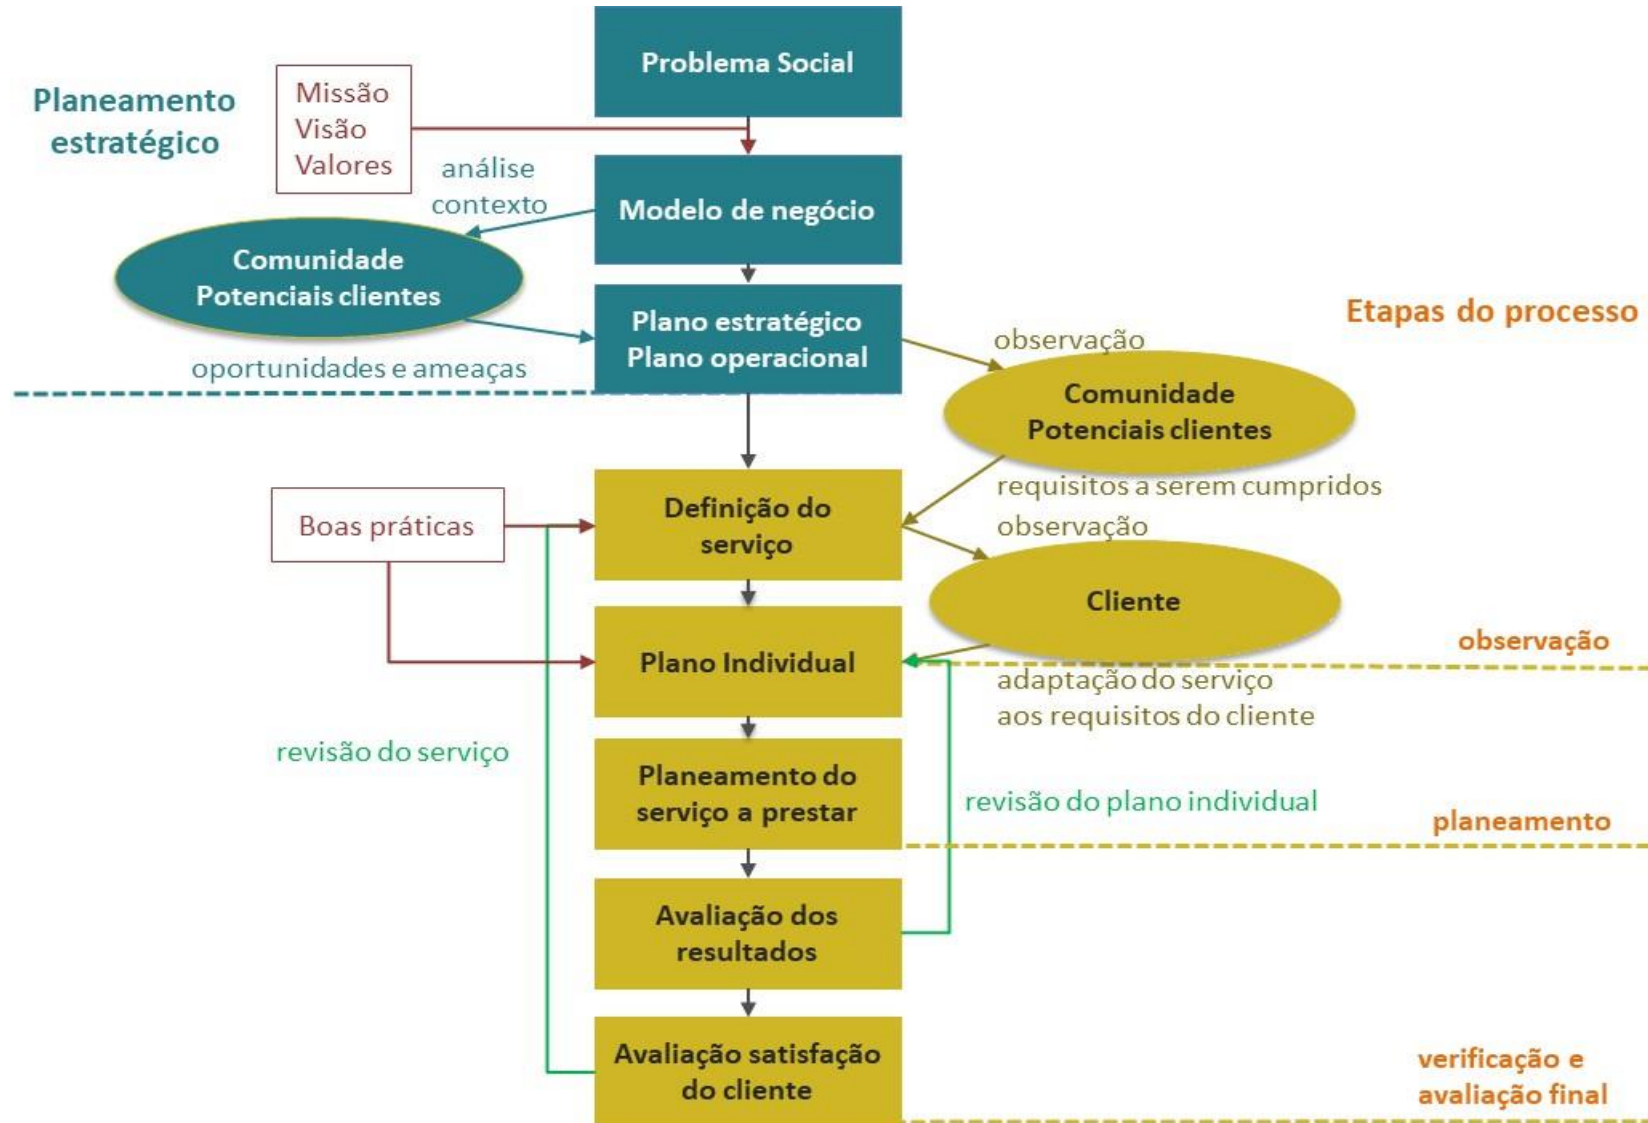 Problema Social
Planeamento
estratégico
Missão
Visão
Valores
análise
contexto
Modelo de negócio
Comunidade
Potenciais clientes
Plano estratégico
Plano operacional
oportunidades e ameaças
Etapas do processo
observação
Comunidade
Potenciais clientes
requisitos a serem cumpridos
Definição do
serviço
Boas práticas
observação
Cliente
observação
Plano Individual
adaptação do serviço
aos requisitos do cliente
revisão do serviço
Planeamento do
serviço a prestar
revisão do plano individual
planeamento
Avaliação dos
resultados
Avaliação satisfação
do cliente
verificação e
avaliação final